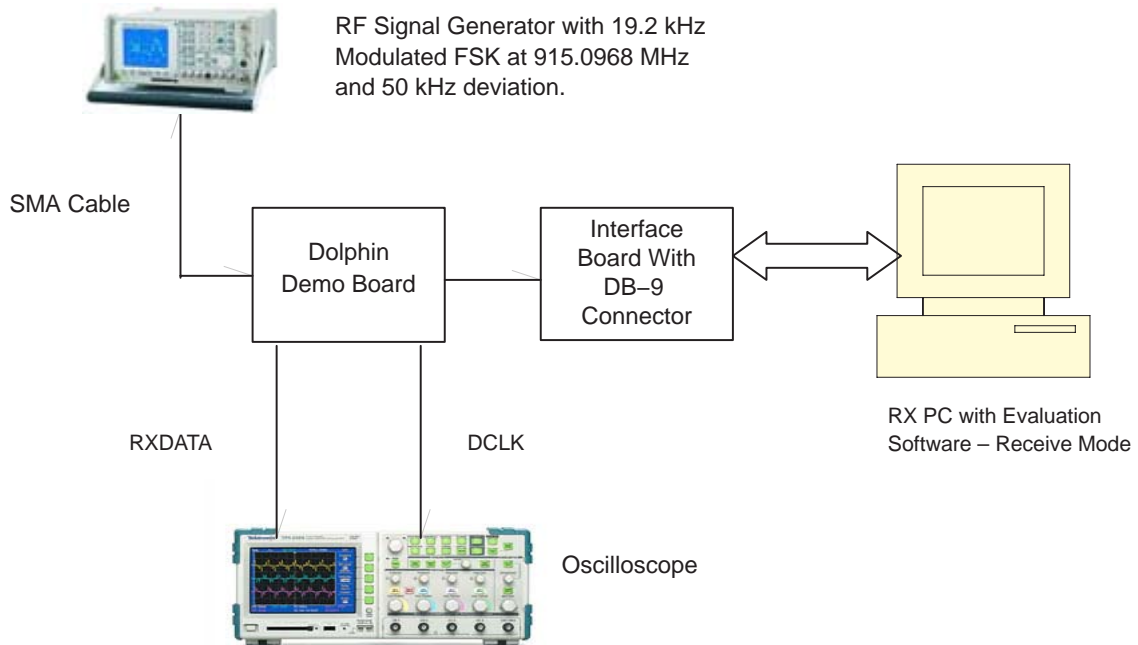 RF Signal Generator with 19.2 kHz
Modulated FSK at 915.0968 MHz
and 50 kHz deviation.
SMA Cable
Dolphin
Demo Board
Interface
Board With
DB–9
Connector
RXDATA
DCLK
RX PC with Evaluation
Software – Receive Mode
Tektronix
Oscilloscope